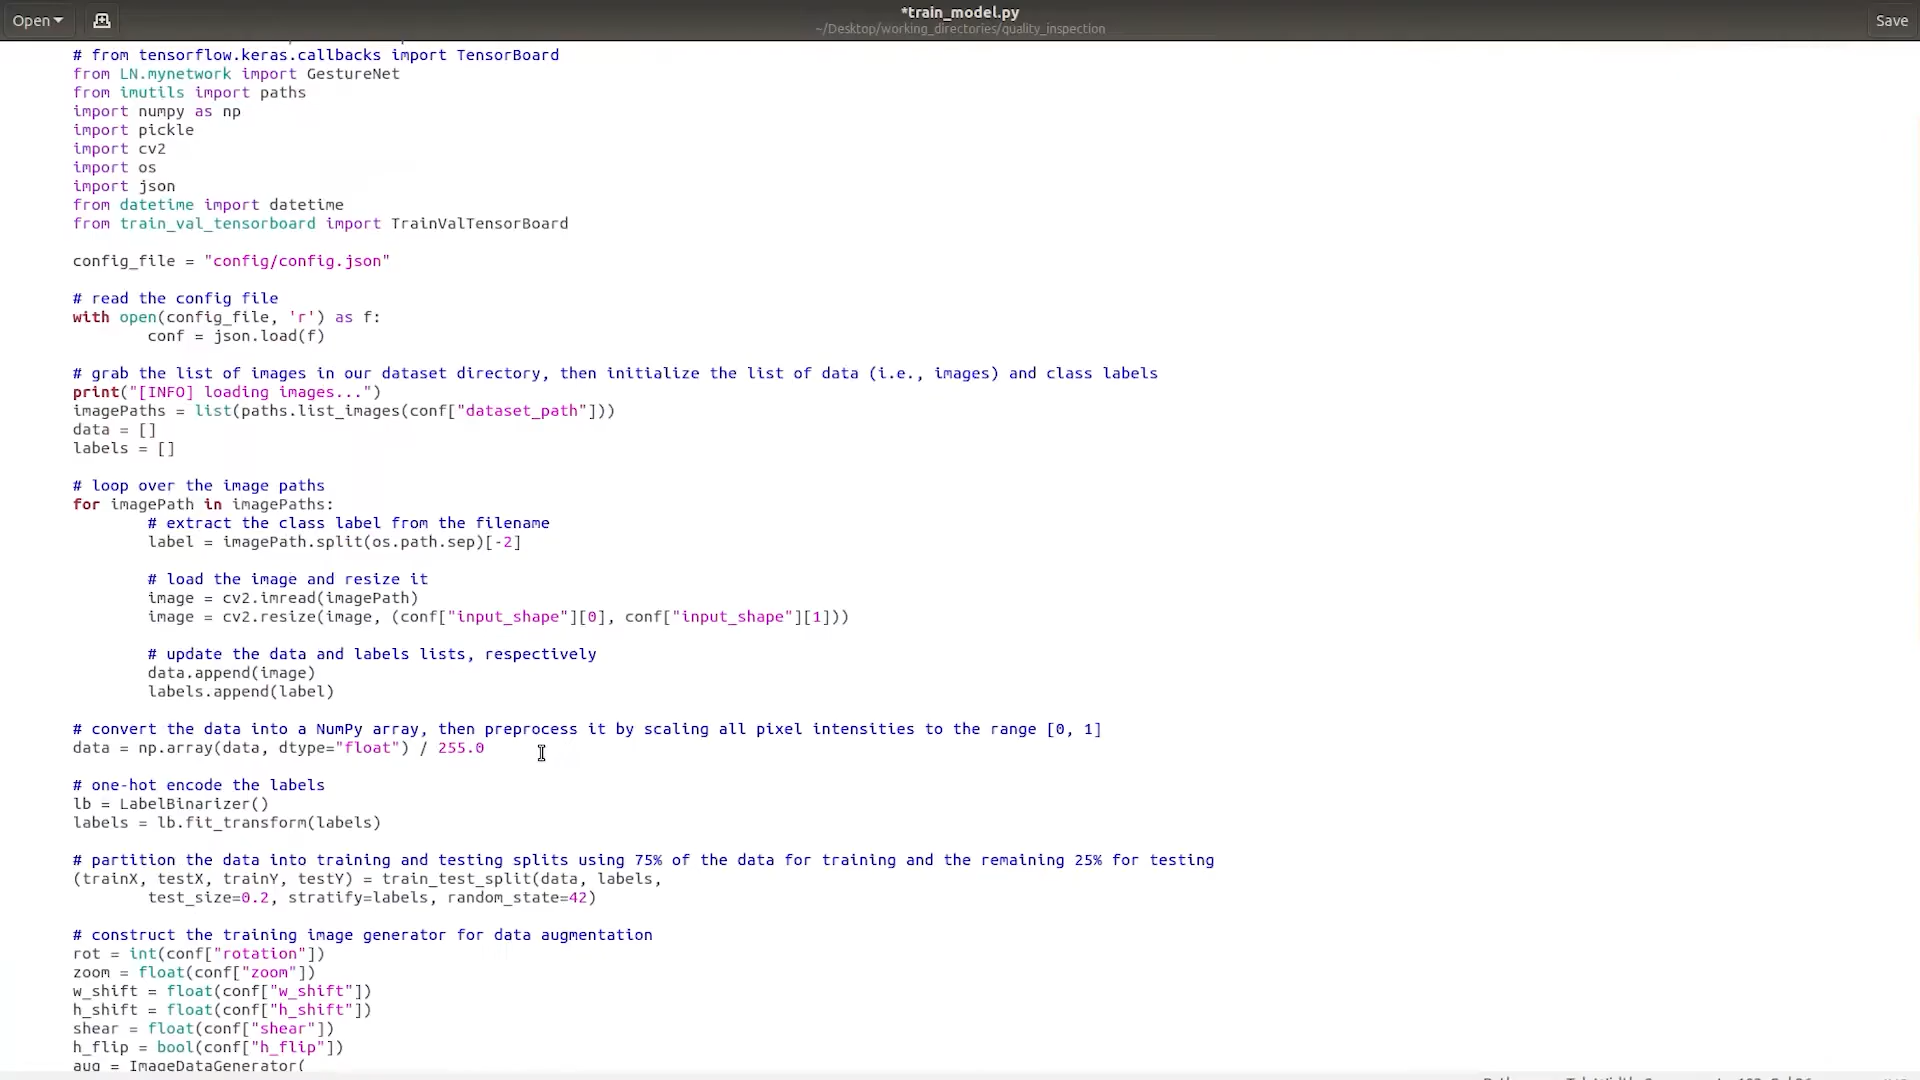 Open
*train_model.py
~/Desktop/working_directories/quality_inspection
Save
# from tensorflow.keras.callbacks import TensorBoard
from LN.mynetwork import GestureNet
from imutils import paths
import numpy as np
import pickle
import cv2
import os
import json
from datetime import datetime
from train_val_tensorboard import TrainValTensorBoard
config_file = "config/config.json"
# read the config file
with open(config_file, 'r') as f:
conf = json.load(f)
# grab the list of images in our dataset directory, then initialize the list of data (i.e., images) and class labels
print("[INFO] loading images...")
imagePaths = list(paths.list_images(conf["dataset_path"]))
data = []
labels = []
# loop over the image paths
for imagePath in imagePaths:
# extract the class label from the filename
label = imagePath.split(os.path.sep)[-2]
# load the image and resize it
image = cv2.imread(imagePath)
image = cv2.resize(image, (conf["input_shape"][0], conf["input_shape"][1]))
# update the data and labels lists, respectively
data.append(image)
labels.append(label)
# convert the data into a NumPy array, then preprocess it by scaling all pixel intensities to the range [0, 1]
data = np.array(data, dtype="float") / 255.0
# one-hot encode the labels
lb = LabelBinarizer()
labels = lb.fit_transform(labels)
# partition the data into training and testing splits using 75% of the data for training and the remaining 25% for testing
(trainX, testX, trainY, testY) = train_test_split(data, labels,
test_size=0.2, stratify=labels, random_state=42)
# construct the training image generator for data augmentation
rot = int(conf["rotation"])
zoom = float(conf["zoom"])
w_shift = float(conf["w_shift"])
h_shift = float(conf["h_shift"])
shear = float(conf["shear"])
h_flip = bool(conf["h_flip"])
aug = ImageDataGenerator(